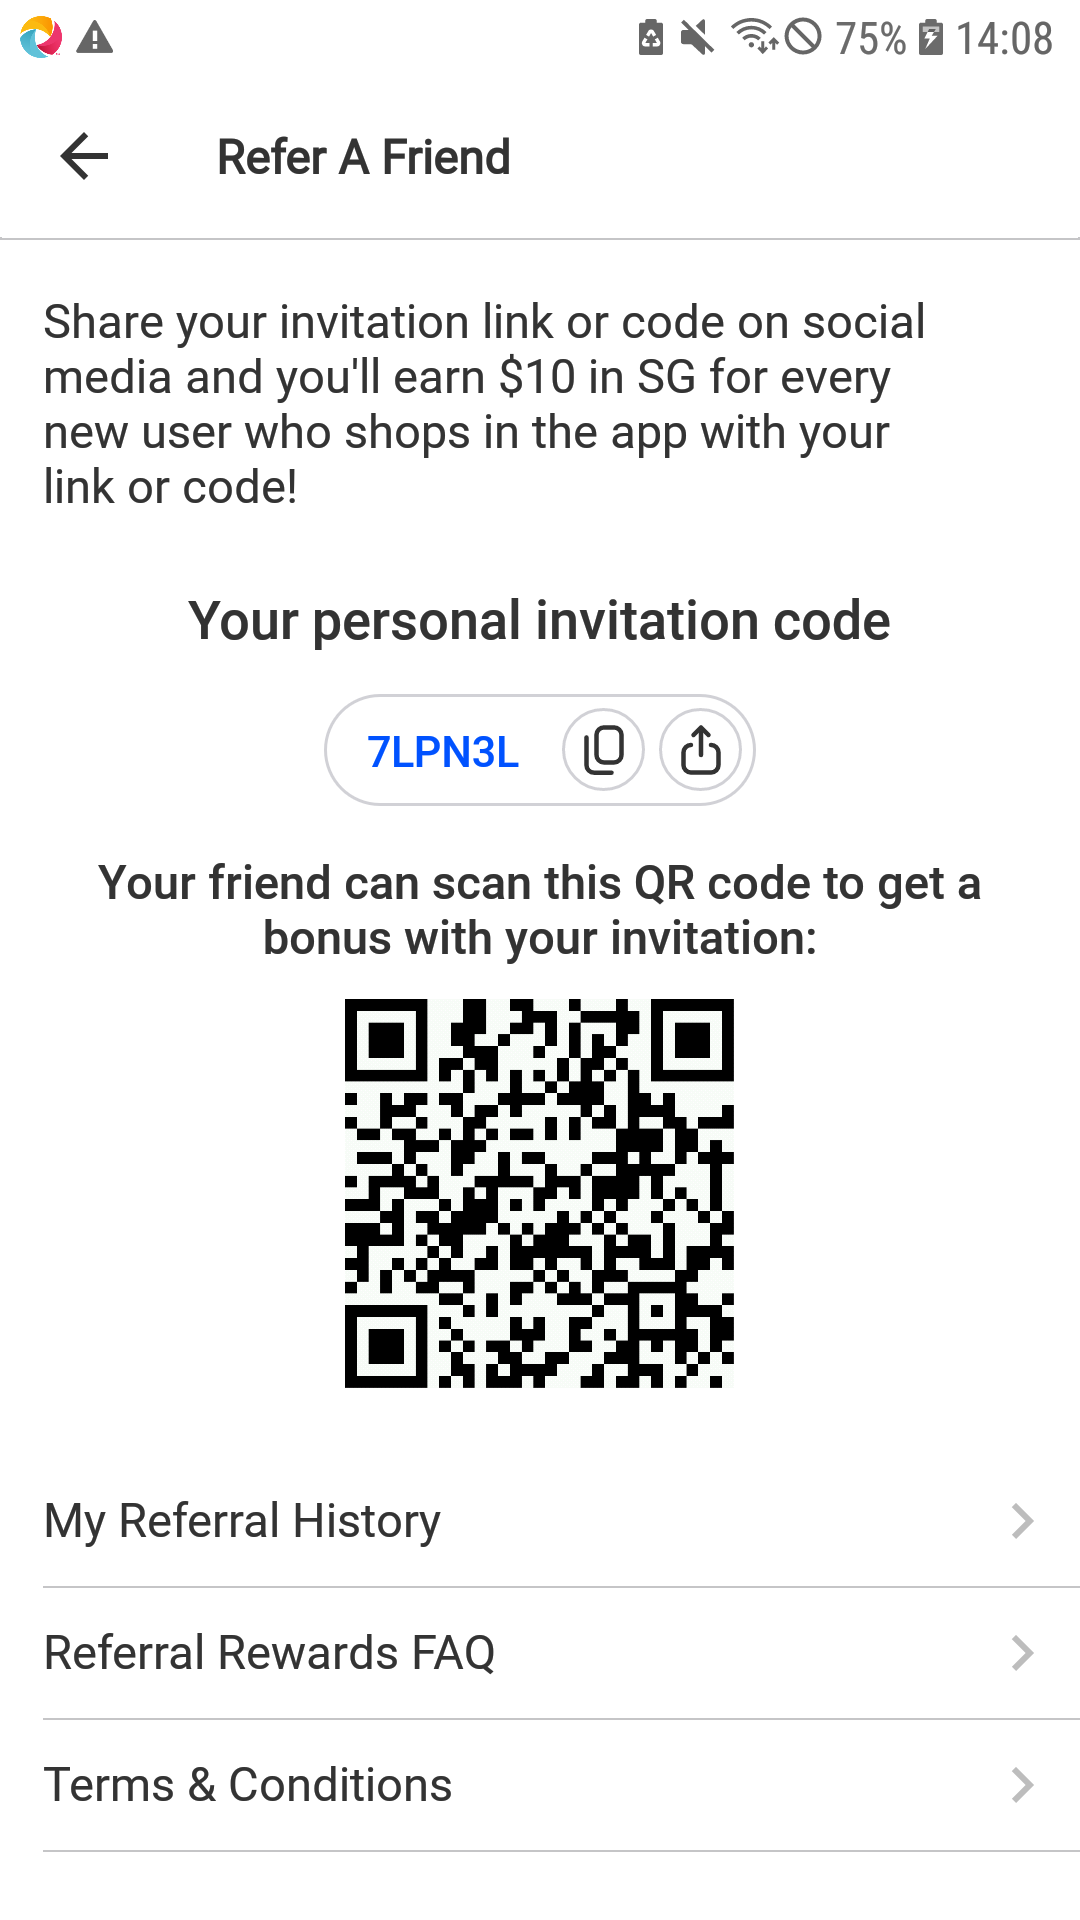 75% 14:08
Refer A Friend
Share your invitation link or code on social
media and you'll earn $10 in SG for every
new user who shops in the app with your
link or code!
Your personal invitation code
7LPN3L
Your friend can scan this QR code to get a
bonus with your invitation:
My Referral History
Referral Rewards FAQ
Terms & Conditions